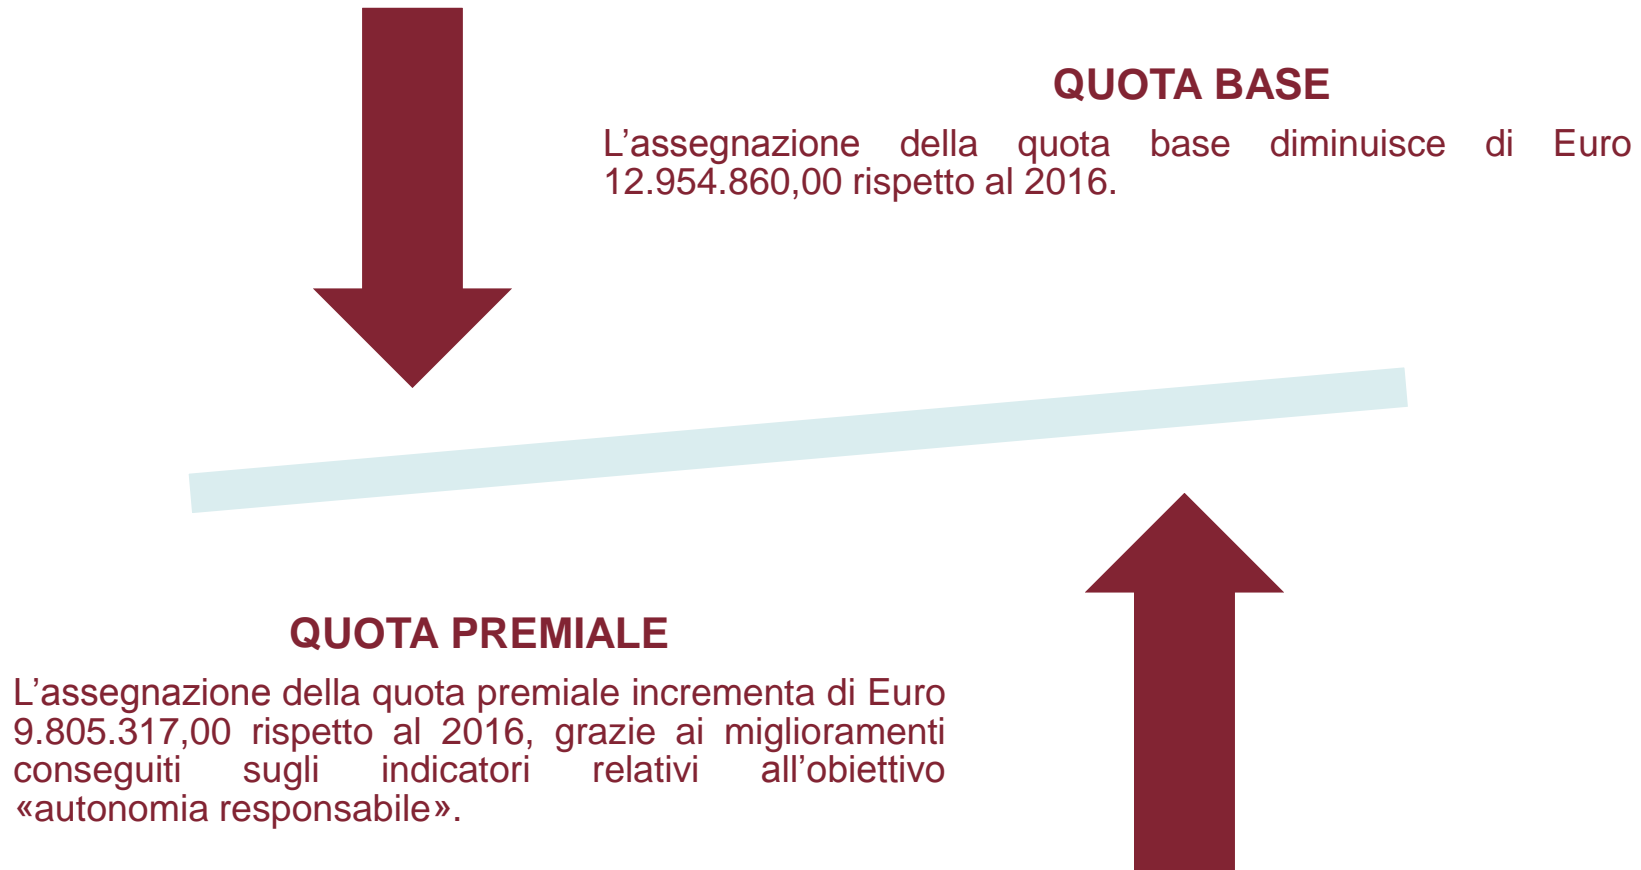 QUOTA BASE
L’assegnazione della quota base diminuisce di Euro
12.954.860,00 rispetto al 2016.
QUOTA PREMIALE
L’assegnazione della quota premiale incrementa di Euro
9.805.317,00 rispetto al 2016, grazie ai miglioramenti
conseguiti sugli indicatori relativi all’obiettivo
«autonomia responsabile».